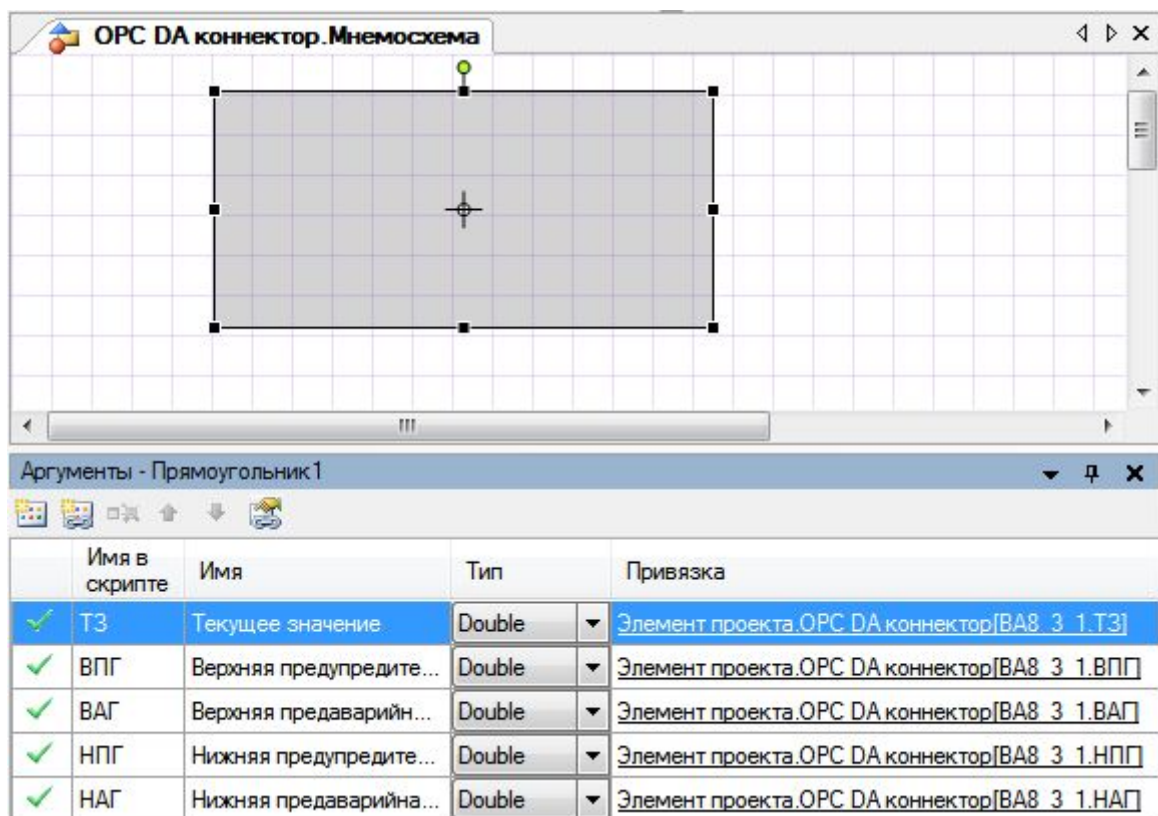 OPC DA коннектор.Мнемосхема
Аргументы - Прямоугольник1
Имя в скрипте Имя Тип Привязка
ТЗ Текущее значение Double Элемент проекта.OPC DA коннектор[BA8_3_1.ТЗ]
ВПГ Верхняя предупредите... Double Элемент проекта.OPC DA коннектор[BA8_3_1.ВПГ]
ВАГ Верхняя предаварийн... Double Элемент проекта.OPC DA коннектор[BA8_3_1.ВАГ]
НПГ Нижняя предупредите... Double Элемент проекта.OPC DA коннектор[BA8_3_1.НПГ]
НАГ Нижняя предаварийна... Double Элемент проекта.OPC DA коннектор[BA8_3_1.НАГ]